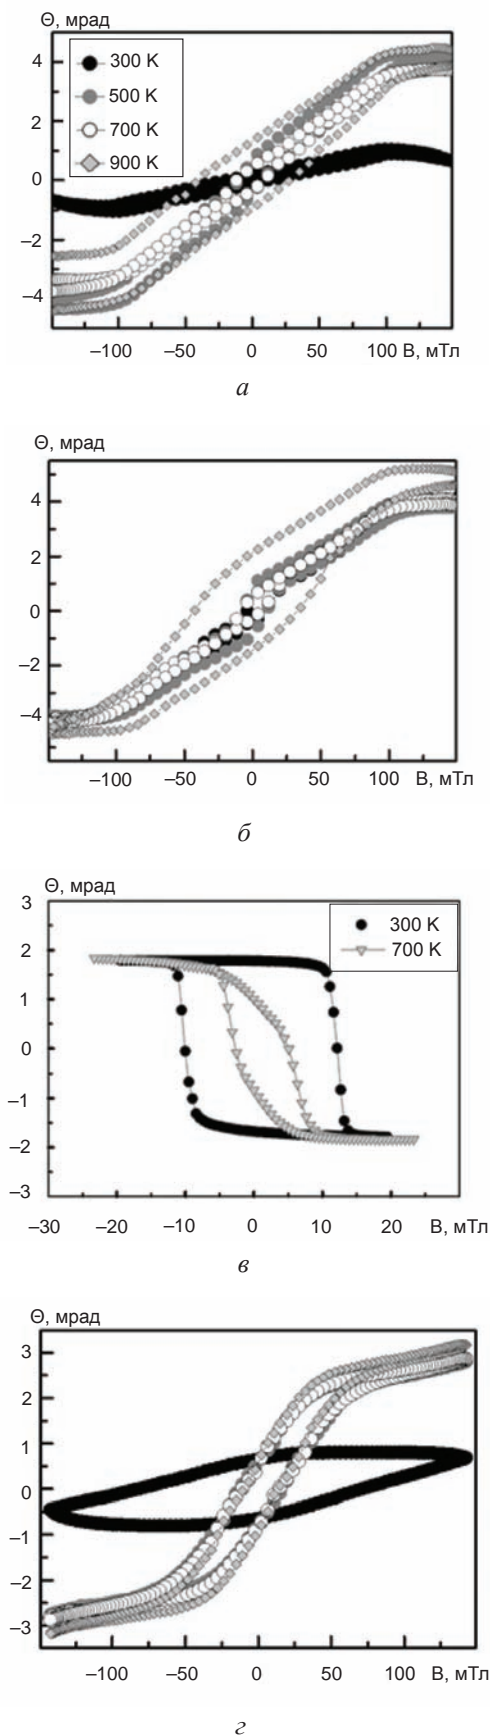 Θ, мрад
4
2
0
–2
–4
300 K
500 K
700 K
900 K
–100 –50 0 50 100 В, мТл
а
Θ, мрад
4
2
0
–2
–4
–100 –50 0 50 100 В, мТл
б
Θ, мрад
3
2
1
0
–1
–2
–3
300 K
700 K
–30 –20 –10 0 10 20 В, мТл
в
Θ, мрад
3
2
1
0
–1
–2
–3
–100 –50 0 50 100 В, мТл
г